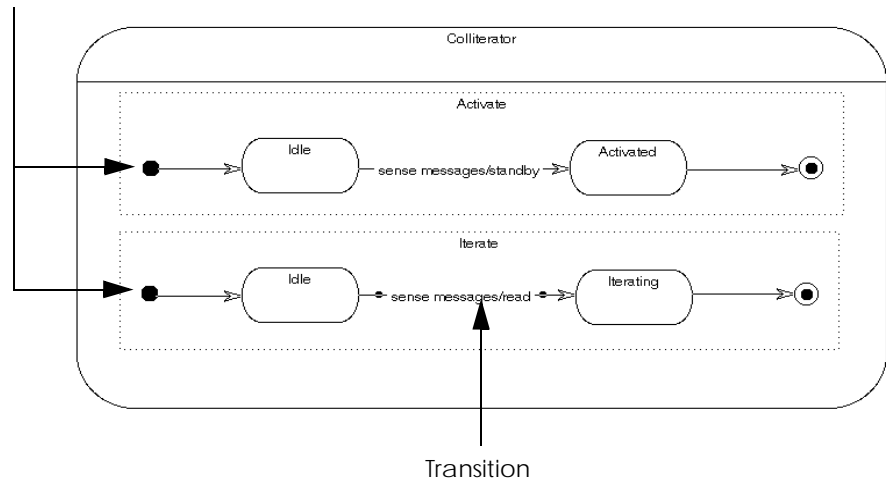 Colliterator
Activate
Idle
sense messages/standby
Activated
Iterate
Idle
sense messages/read
Iterating
Transition